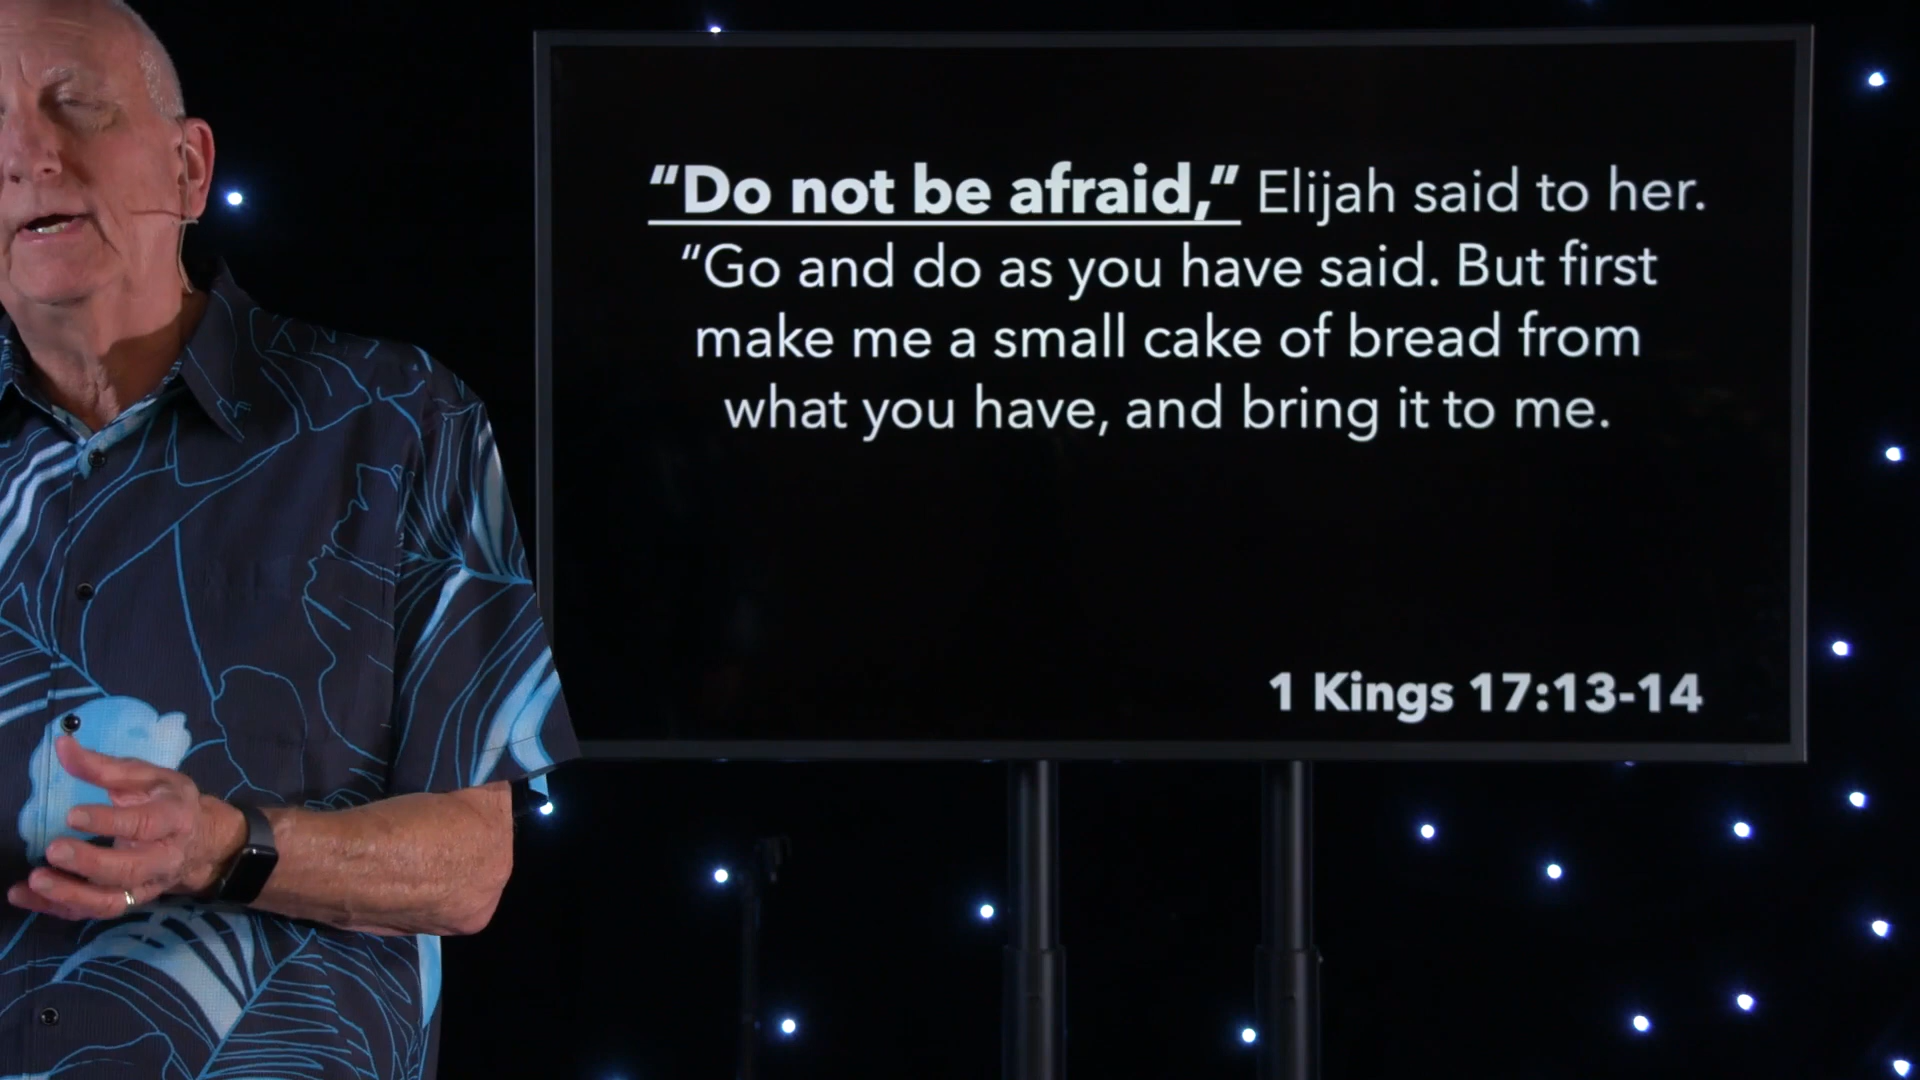 “Do not be afraid,” Elijah said to her.
“Go and do as you have said. But first
make me a small cake of bread from
what you have, and bring it to me.
1 Kings 17:13-14